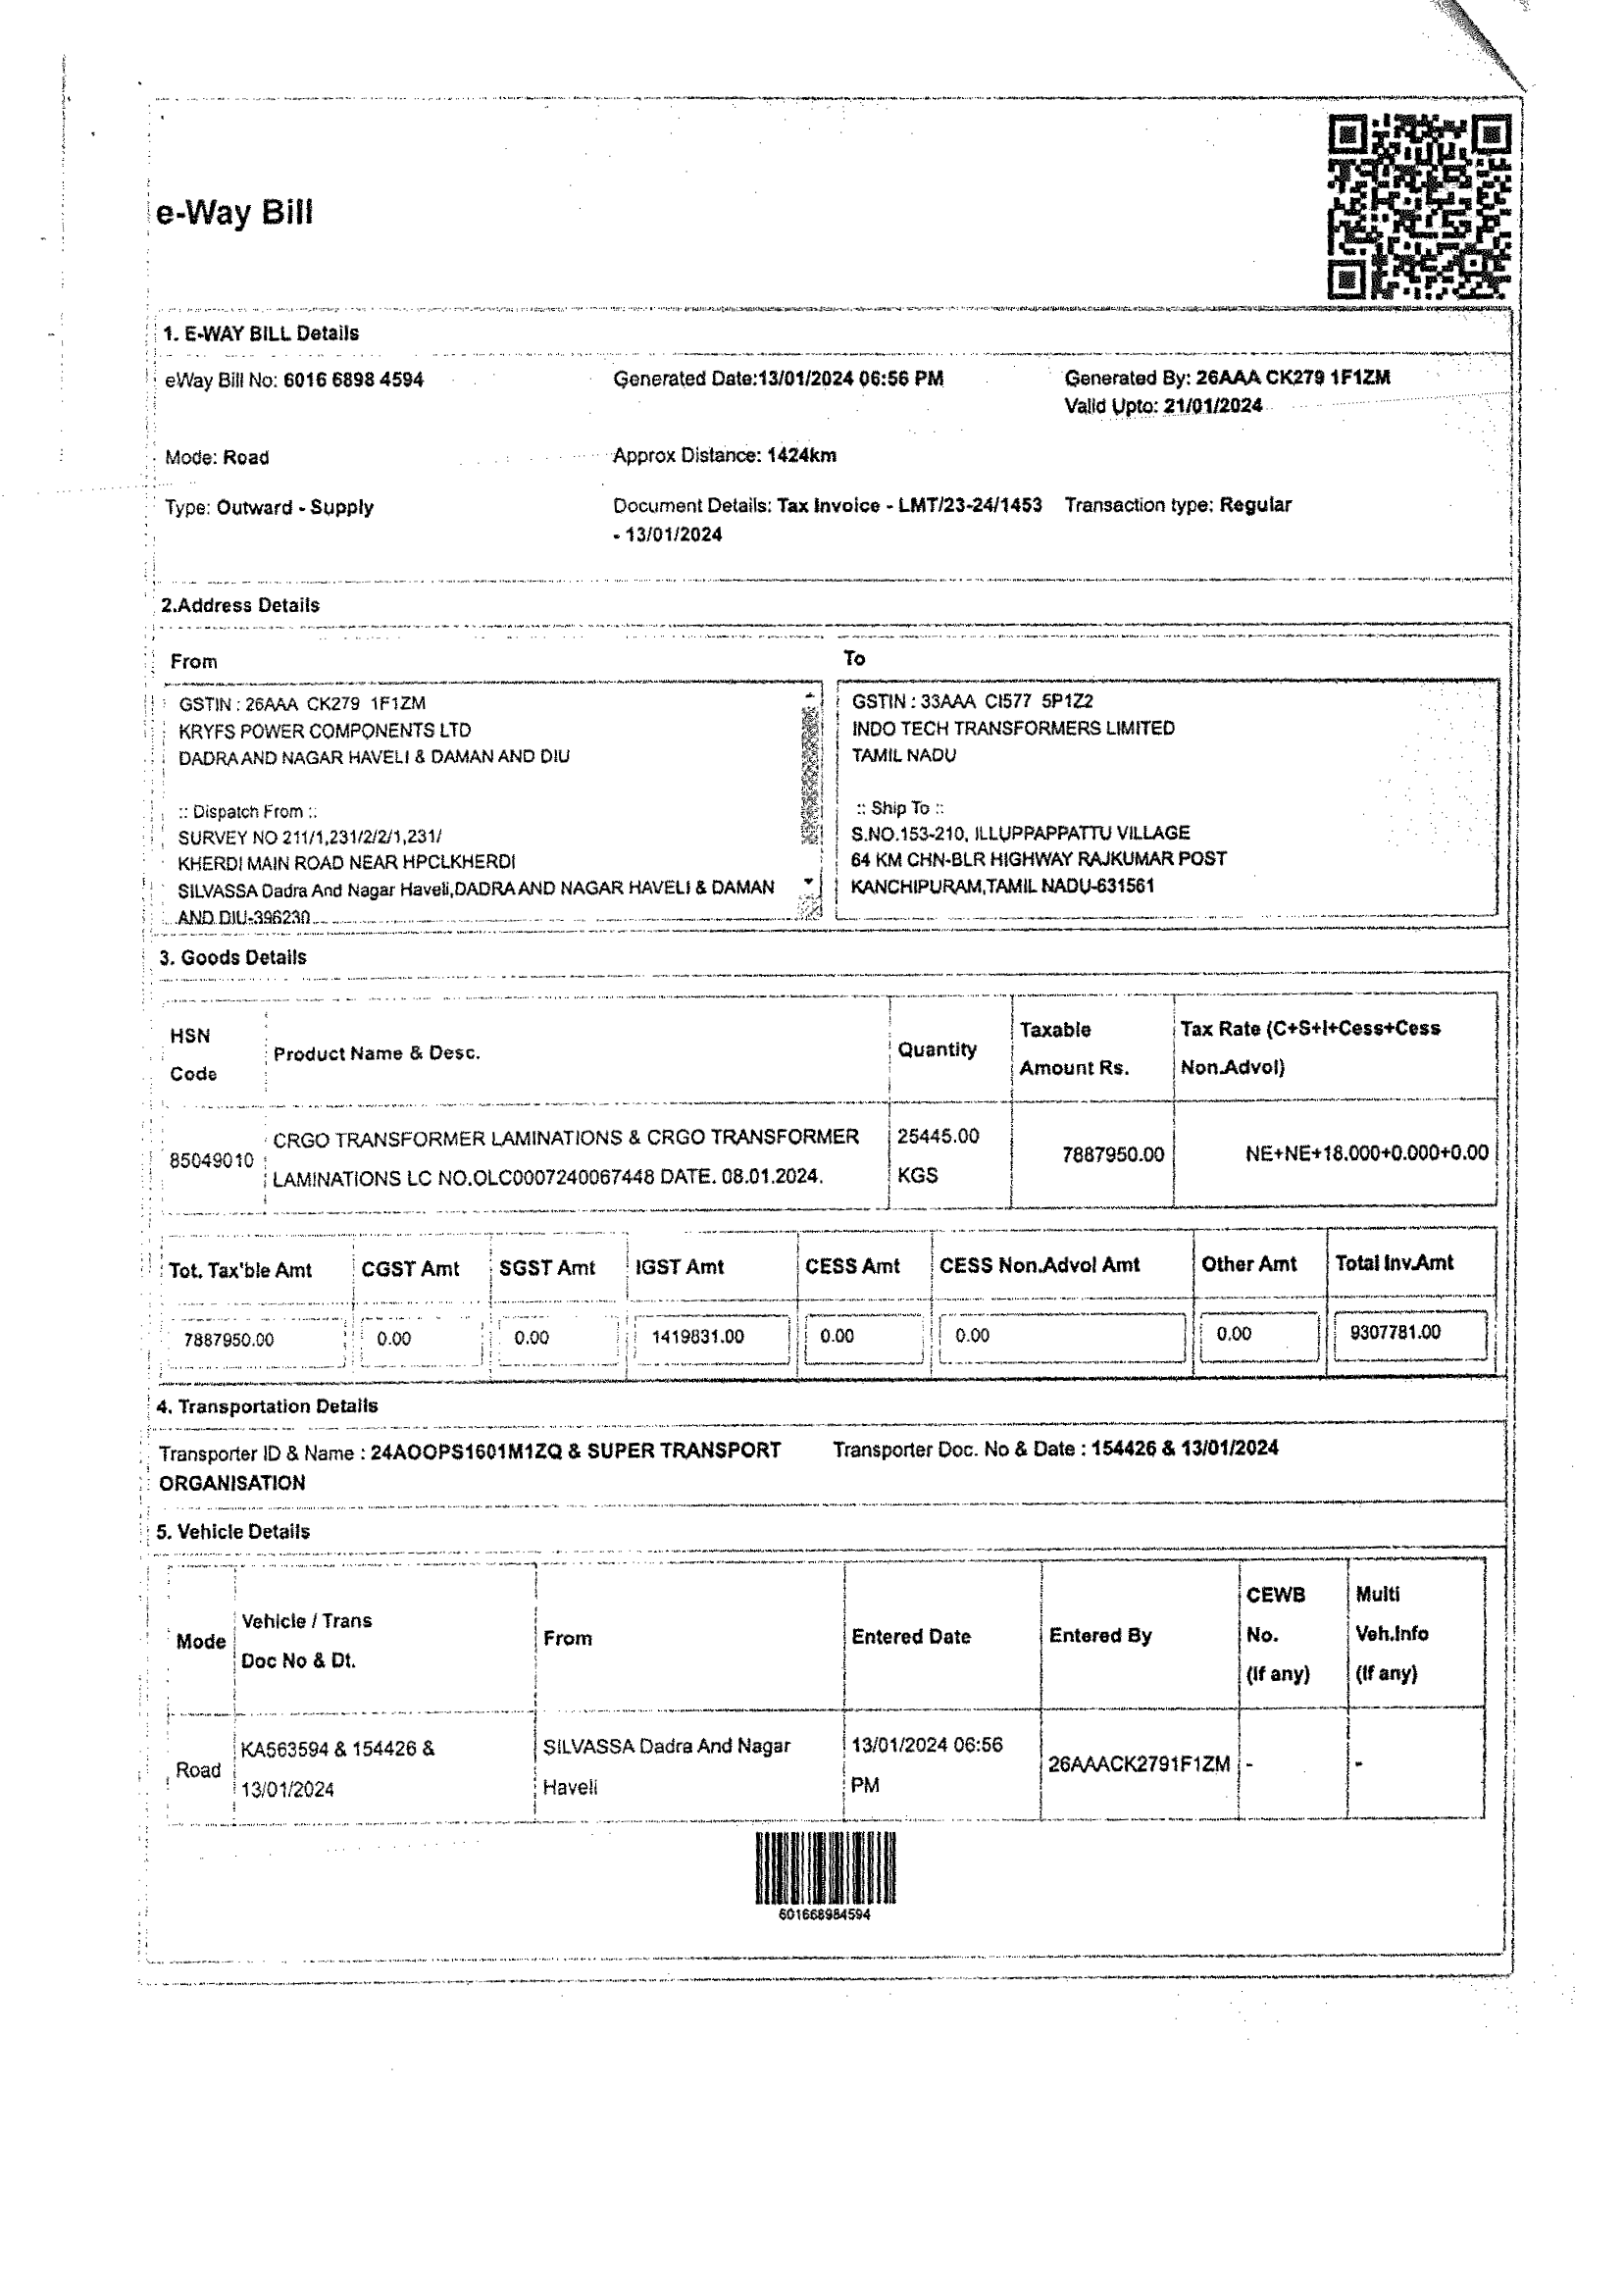 e-Way Bill
1. E-WAY BILL Details
eWay Bill No: 6016 6898 4594 Generated Date:13/01/2024 06:56 PM Generated By: 26AAA CK279 1F1ZM
Valid Upto: 21/01/2024
Mode: Road Approx Distance: 1424km
Type: Outward - Supply Document Details: Tax Invoice - LMT/23-24/1453 Transaction type: Regular
- 13/01/2024
2.Address Details
From
GSTIN : 26AAA CK279 1F1ZM
KRYFS POWER COMPONENTS LTD
DADRA AND NAGAR HAVELI & DAMAN AND DIU
:: Dispatch From ::
SURVEY NO 211/1,231/2/2/1,231/
KHERDI MAIN ROAD NEAR HPCLKHERDI
SILVASSA Dadra And Nagar Haveli,DADRA AND NAGAR HAVELI & DAMAN
AND DIU-396230
To
GSTIN : 33AAA CI577 5P1Z2
INDO TECH TRANSFORMERS LIMITED
TAMIL NADU
:: Ship To ::
S.NO.153-210, ILLUPPAPPATTU VILLAGE
64 KM CHN-BLR HIGHWAY RAJKUMAR POST
KANCHIPURAM,TAMIL NADU-631561
3. Goods Details
HSN
Code
Product Name & Desc.
Quantity
Taxable
Amount Rs.
Tax Rate (C+S+I+Cess+Cess
Non.Advol)
85049010
CRGO TRANSFORMER LAMINATIONS & CRGO TRANSFORMER
LAMINATIONS LC NO.OLC0007240067448 DATE. 08.01.2024.
25445.00
KGS
7887950.00
NE+NE+18.000+0.000+0.00
Tot. Tax'ble Amt CGST Amt SGST Amt IGST Amt CESS Amt CESS Non.Advol Amt Other Amt Total Inv.Amt
7887950.00 0.00 0.00 1419831.00 0.00 0.00 0.00 9307781.00
4. Transportation Details
Transporter ID & Name : 24AOOPS1601M1ZQ & SUPER TRANSPORT Transporter Doc. No & Date : 154426 & 13/01/2024
ORGANISATION
5. Vehicle Details
Mode
Vehicle / Trans
Doc No & Dt.
From
Entered Date
Entered By
CEWB
No.
(If any)
Multi
Veh.Info
(If any)
Road
KA563594 & 154426 &
13/01/2024
SILVASSA Dadra And Nagar
Haveli
13/01/2024 06:56
PM
26AAACK2791F1ZM
-
-
601668984594